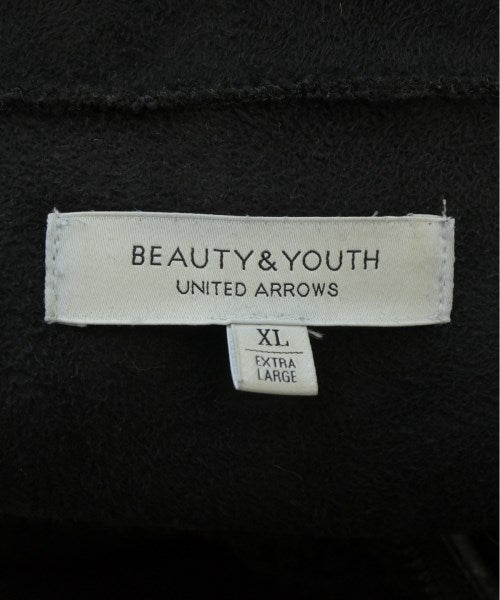 BEAUTY&YOUTH
UNITED ARROWS
XL
EXTRA
LARGE